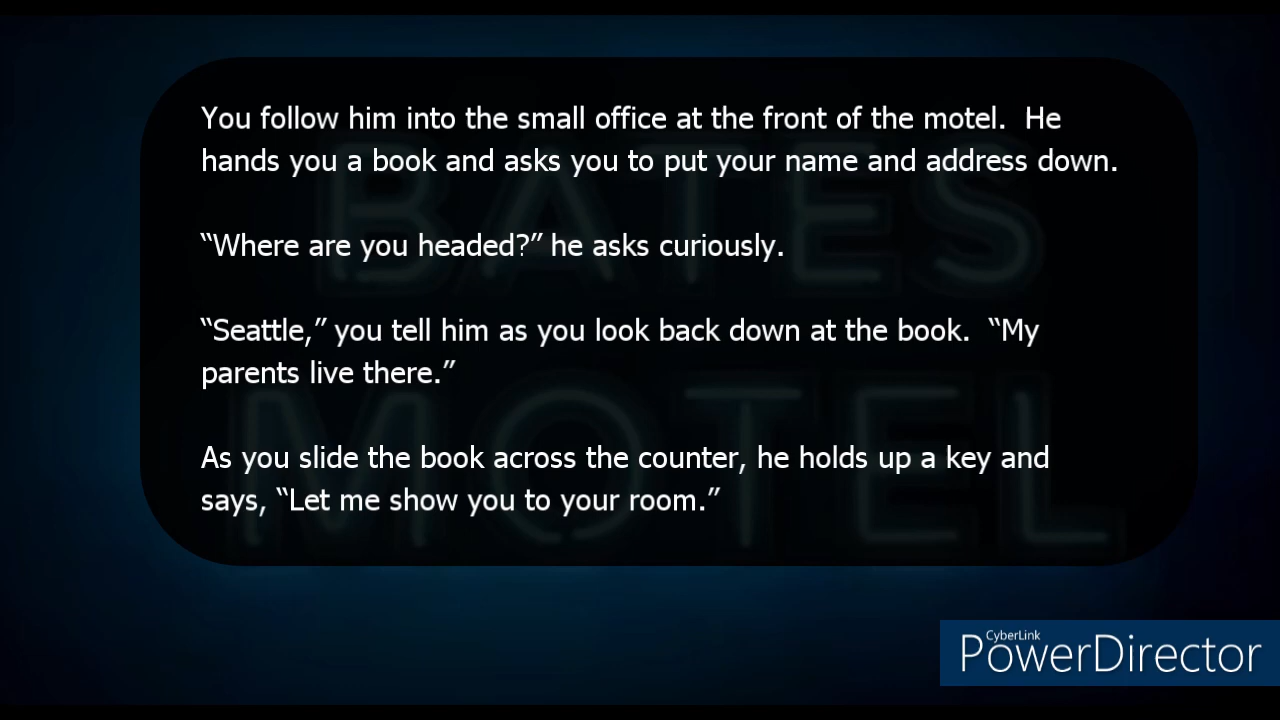 You follow him into the small office at the front of the motel.  He
hands you a book and asks you to put your name and address down.
“Where are you headed?” he asks curiously.
“Seattle,” you tell him as you look back down at the book.  “My
parents live there.”
As you slide the book across the counter, he holds up a key and
says, “Let me show you to your room.”
BATES
MOTEL
CyberLink
PowerDirector